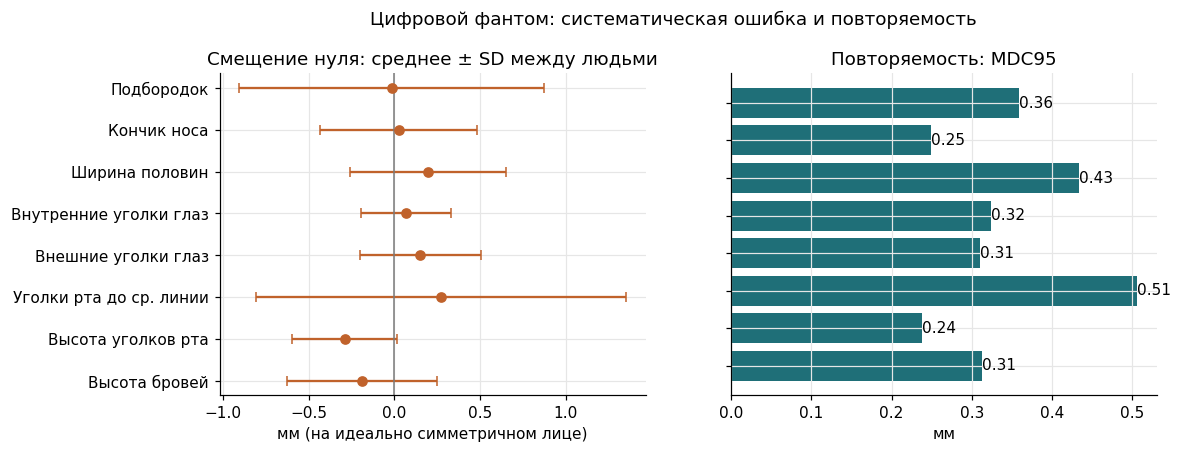 Цифровой фантом: систематическая ошибка и повторяемость
Смещение нуля: среднее ± SD между людьми
Подбородок
Кончик носа
Ширина половин
Внутренние уголки глаз
Внешние уголки глаз
Уголки рта до ср. линии
Высота уголков рта
Высота бровей
−1.0 −0.5 0.0 0.5 1.0
мм (на идеально симметричном лице)
Повторяемость: MDC95
0.36
0.25
0.43
0.32
0.31
0.51
0.24
0.31
0.0 0.1 0.2 0.3 0.4 0.5
мм